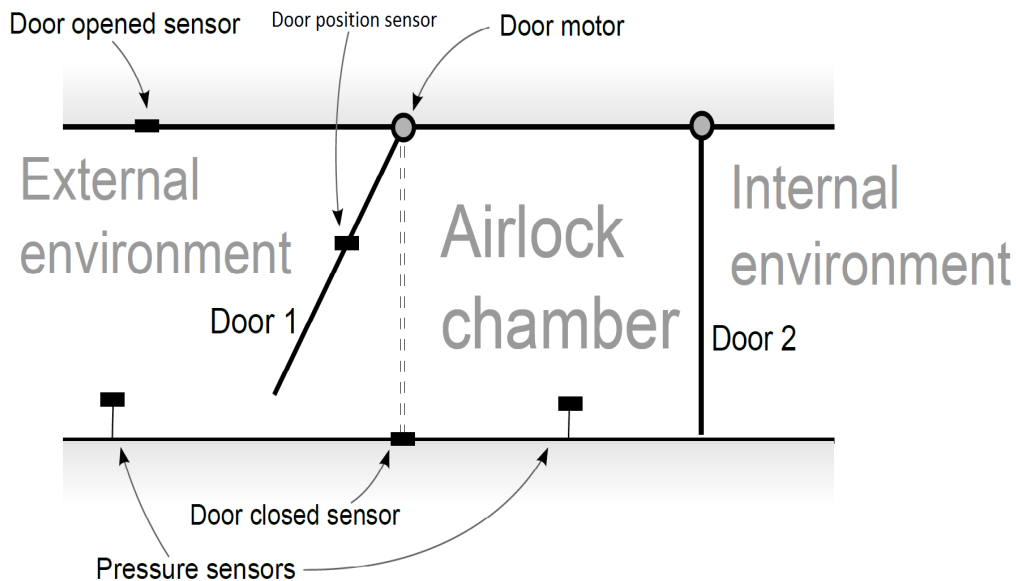 Door opened sensor
Door position sensor
Door motor
External
environment
Airlock
chamber
Internal
environment
Door 1
Door 2
Door closed sensor
Pressure sensors